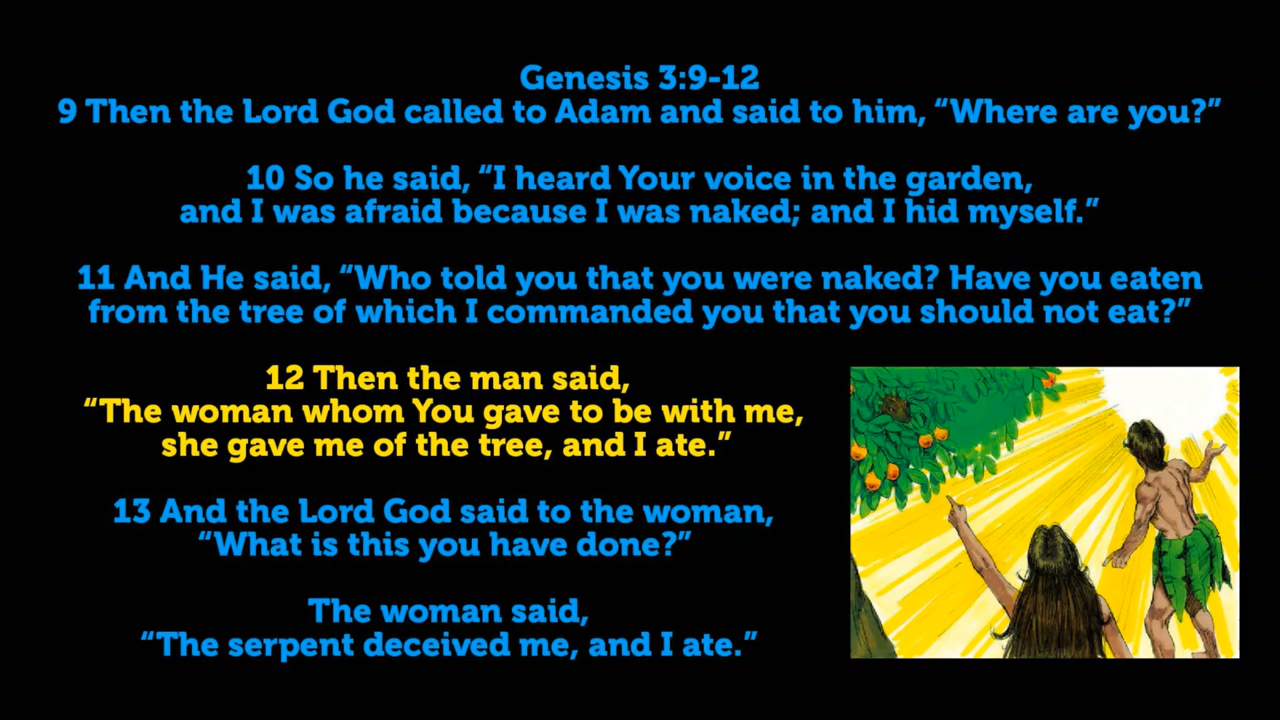 Genesis 3:9-12
9 Then the Lord God called to Adam and said to him, “Where are you?”
10 So he said, “I heard Your voice in the garden,
and I was afraid because I was naked; and I hid myself.”
11 And He said, “Who told you that you were naked? Have you eaten
from the tree of which I commanded you that you should not eat?”
12 Then the man said,
“The woman whom You gave to be with me,
she gave me of the tree, and I ate.”
13 And the Lord God said to the woman,
“What is this you have done?”
The woman said,
“The serpent deceived me, and I ate.”